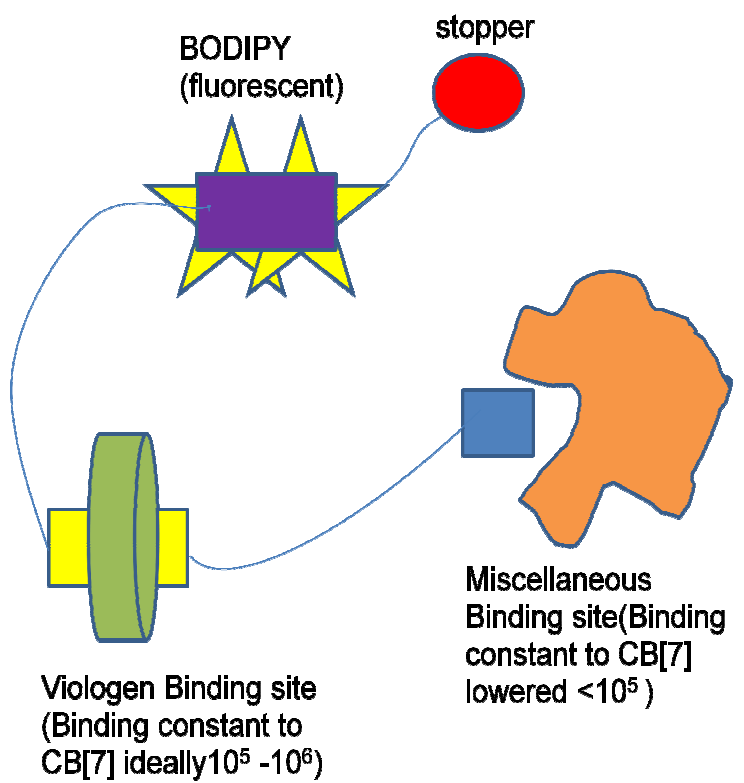 stopper
BODIPY
(fluorescent)
Miscellaneous
Binding site(Binding
constant to CB[7]
lowered <10⁵ )
Viologen Binding site
(Binding constant to
CB[7] ideally10⁵ -10⁶)